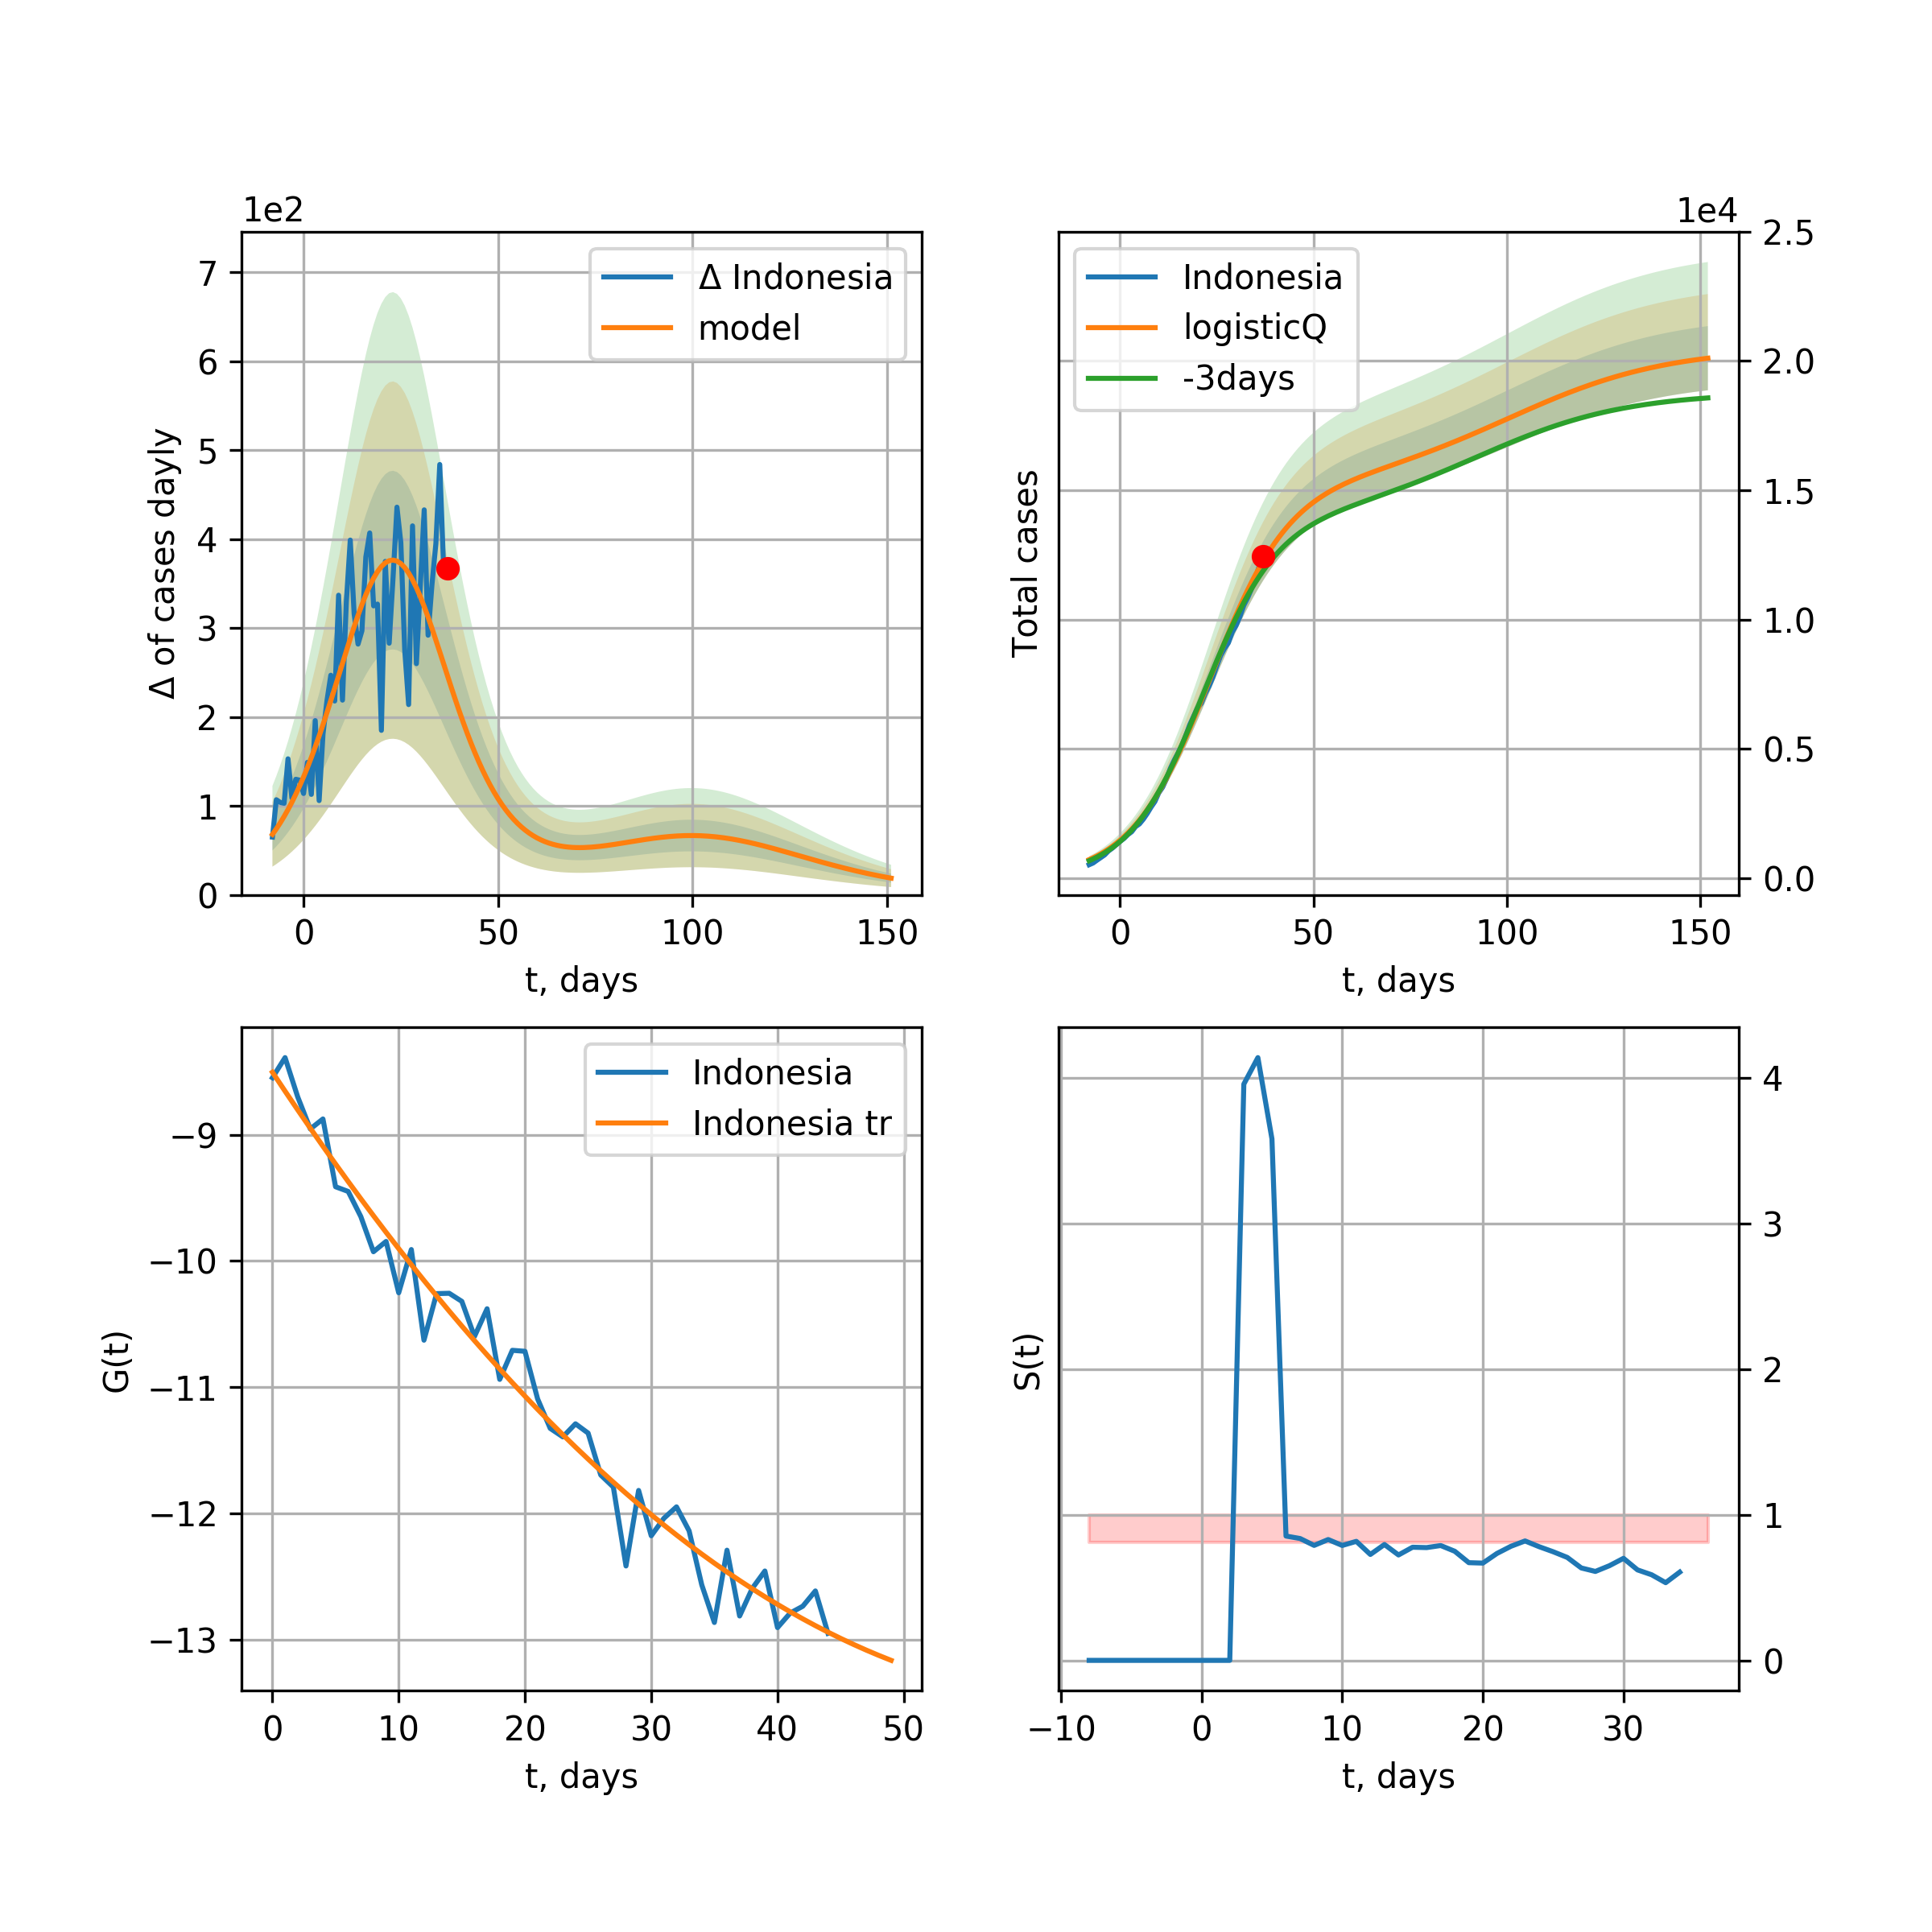 1e2
Δ of cases dayly
7
6
5
4
3
2
1
0
Δ Indonesia
model
0 50 100 150
t, days
1e4
Total cases
Indonesia
logisticQ
-3days
2.5
2.0
1.5
1.0
0.5
0.0
0 50 100 150
t, days
G(t)
−9
−10
−11
−12
−13
Indonesia
Indonesia tr
0 10 20 30 40 50
t, days
S(t)
4
3
2
1
0
−10 0 10 20 30
t, days